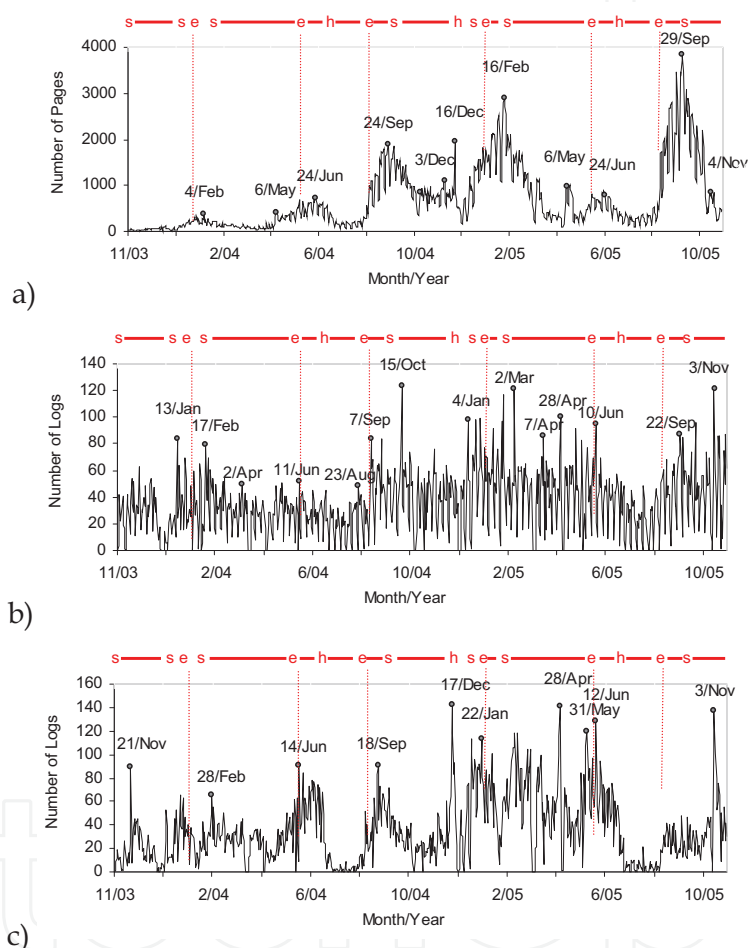 s s e s e h e s h s e s e h e s
29/Sep
4000
16/Feb
3000
24/Sep 16/Dec
2000
3/Dec
24/Jun 6/May 24/Jun 4/Nov
1000
4/Feb 6/May
0
11/03 2/04 6/04 10/04 2/05 6/05 10/05
Number of Pages
Month/Year
a)
s s e s e h e s h s e s e h e s
140 15/Oct 2/Mar 3/Nov
120
13/Jan 4/Jan 28/Apr 10/Jun
100 17/Feb 7/Sep 7/Apr 22/Sep
80
60 2/Apr 11/Jun 23/Aug
40
20
0
11/03 2/04 6/04 10/04 2/05 6/05 10/05
Number of Logs
Month/Year
b)
s s e s e h e s h s e s e h e s
160 17/Dec 28/Apr 3/Nov
140 12/Jun
120 22/Jan 31/May
21/Nov 14/Jun 18/Sep
100
80 28/Feb
60
40
20
0
11/03 2/04 6/04 10/04 2/05 6/05 10/05
Number of Logs
Month/Year
c)